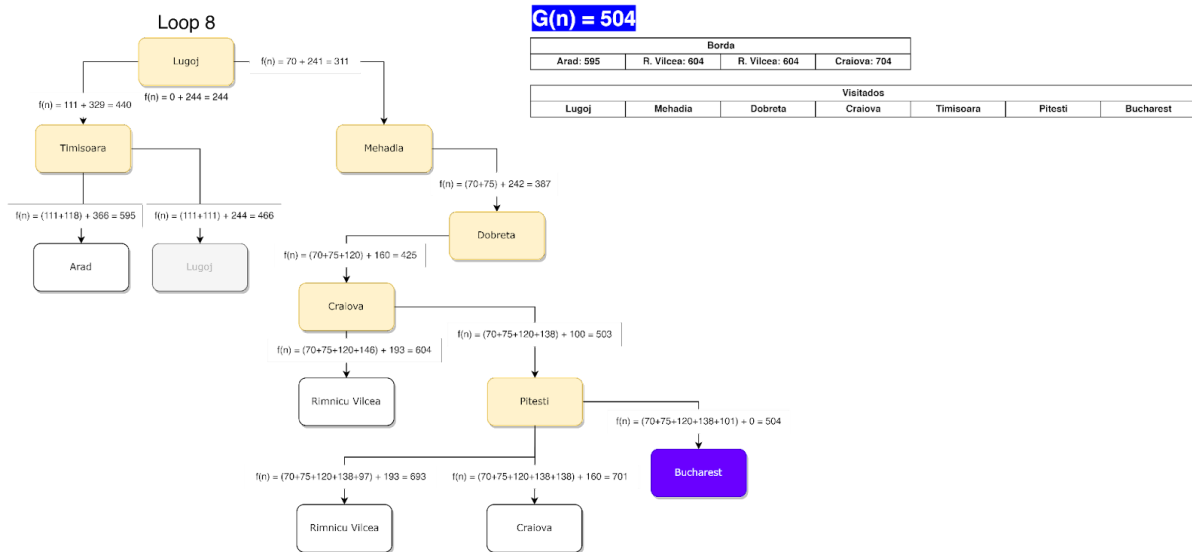 Loop 8
G(n) = 504
Borda
Arad: 595 R. Vilcea: 604 R. Vilcea: 604 Craiova: 704
Visitados
Lugoj Mehadia Dobreta Craiova Timisoara Pitesti Bucharest
Lugoj
f(n) = 70 + 241 = 311
f(n) = 0 + 244 = 244
f(n) = 111 + 329 = 440
Timisoara
Mehadia
f(n) = (70+75) + 242 = 387
f(n) = (111+118) + 366 = 595
f(n) = (111+111) + 244 = 466
Dobreta
f(n) = (70+75+120) + 160 = 425
Arad
Lugoj
Craiova
f(n) = (70+75+120+138) + 100 = 503
f(n) = (70+75+120+146) + 193 = 604
Rimnicu Vilcea
Pitesti
f(n) = (70+75+120+138+101) + 0 = 504
Bucharest
f(n) = (70+75+120+138+97) + 193 = 693
f(n) = (70+75+120+138+138) + 160 = 701
Rimnicu Vilcea
Craiova